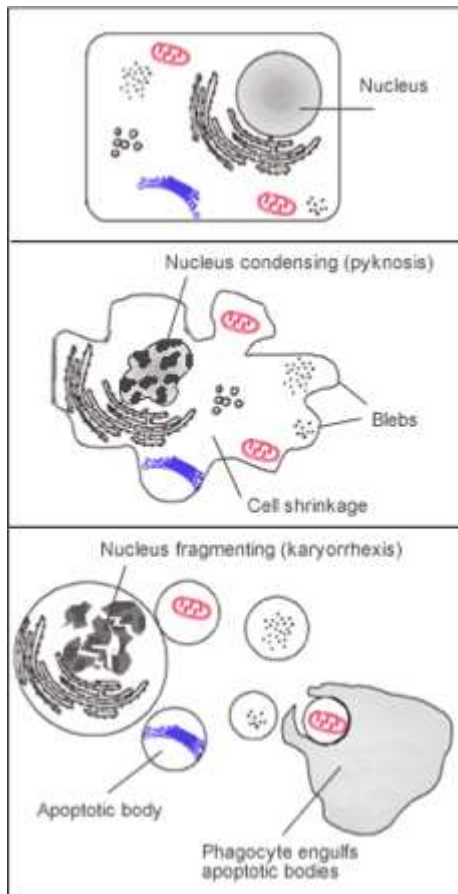 Nucleus
Nucleus condensing (pyknosis)
Blebs
Cell shrinkage
Nucleus fragmenting (karyorrhexis)
Apoptotic body
Phagocyte engulfs
apoptotic bodies